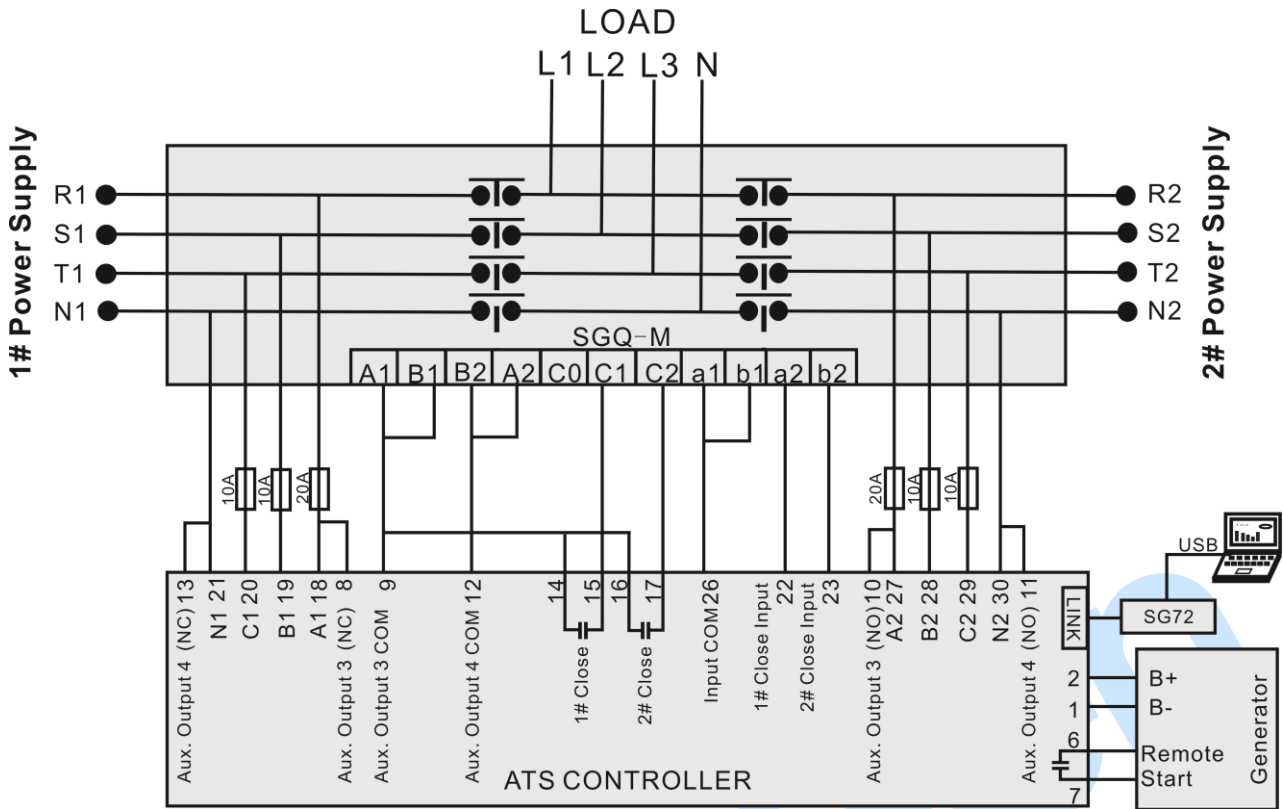 LOAD
L1 L2 L3 N
1# Power Supply
R1
S1
T1
N1
2# Power Supply
R2
S2
T2
N2
SGQ-M
A1 B1 B2 A2 C0 C1 C2 a1 b1 a2 b2
10A
10A
20A
20A
10A
10A
Aux. Output 4 (NC) 13
N1 21
C1 20
B1 19
A1 18
Aux. Output 3 (NC) 8
Aux. Output 3 COM 9
Aux. Output 4 COM 12
14
1# Close 15
16
2# Close 17
Input COM 26
1# Close Input 22
2# Close Input 23
Aux. Output 3 (NO) 10
A2 27
B2 28
C2 29
N2 30
Aux. Output 4 (NO) 11
LINK
USB
SG72
2
1
6
7
B+
B-
Remote
Start
Generator
ATS CONTROLLER